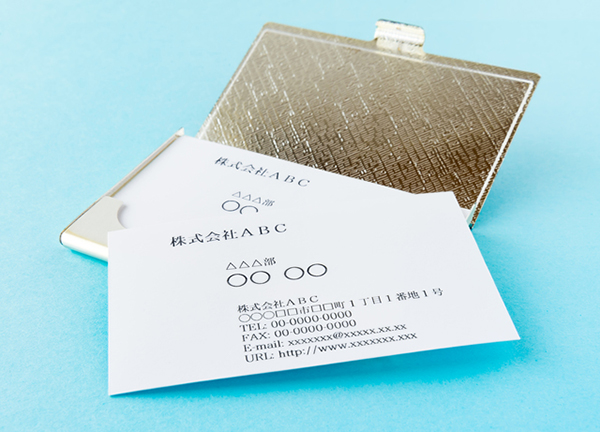 株式会社ＡＢＣ
△△△部
○○
株式会社ＡＢＣ
△△△部
○○ ○○
株式会社ＡＢＣ
○○○□□市□□町１丁目１番地１号
TEL: 00-0000-0000
FAX: 00-0000-0000
E-mail: xxxxxxx@xxxxx.xx.xx
URL: http://www.xxxxxxx.xxx